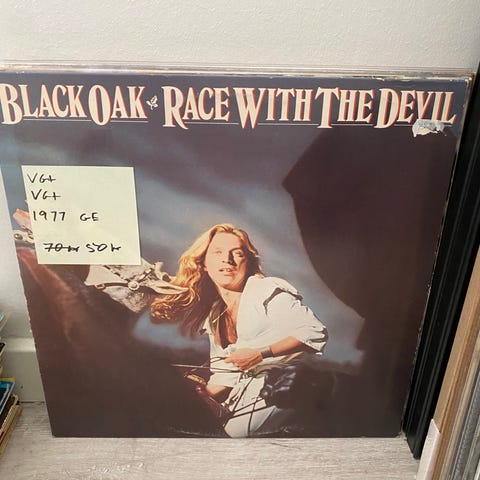 BLACK OAK RACE WITH THE DEVIL
VG+
VG+
1977 GE
70kr 50kr